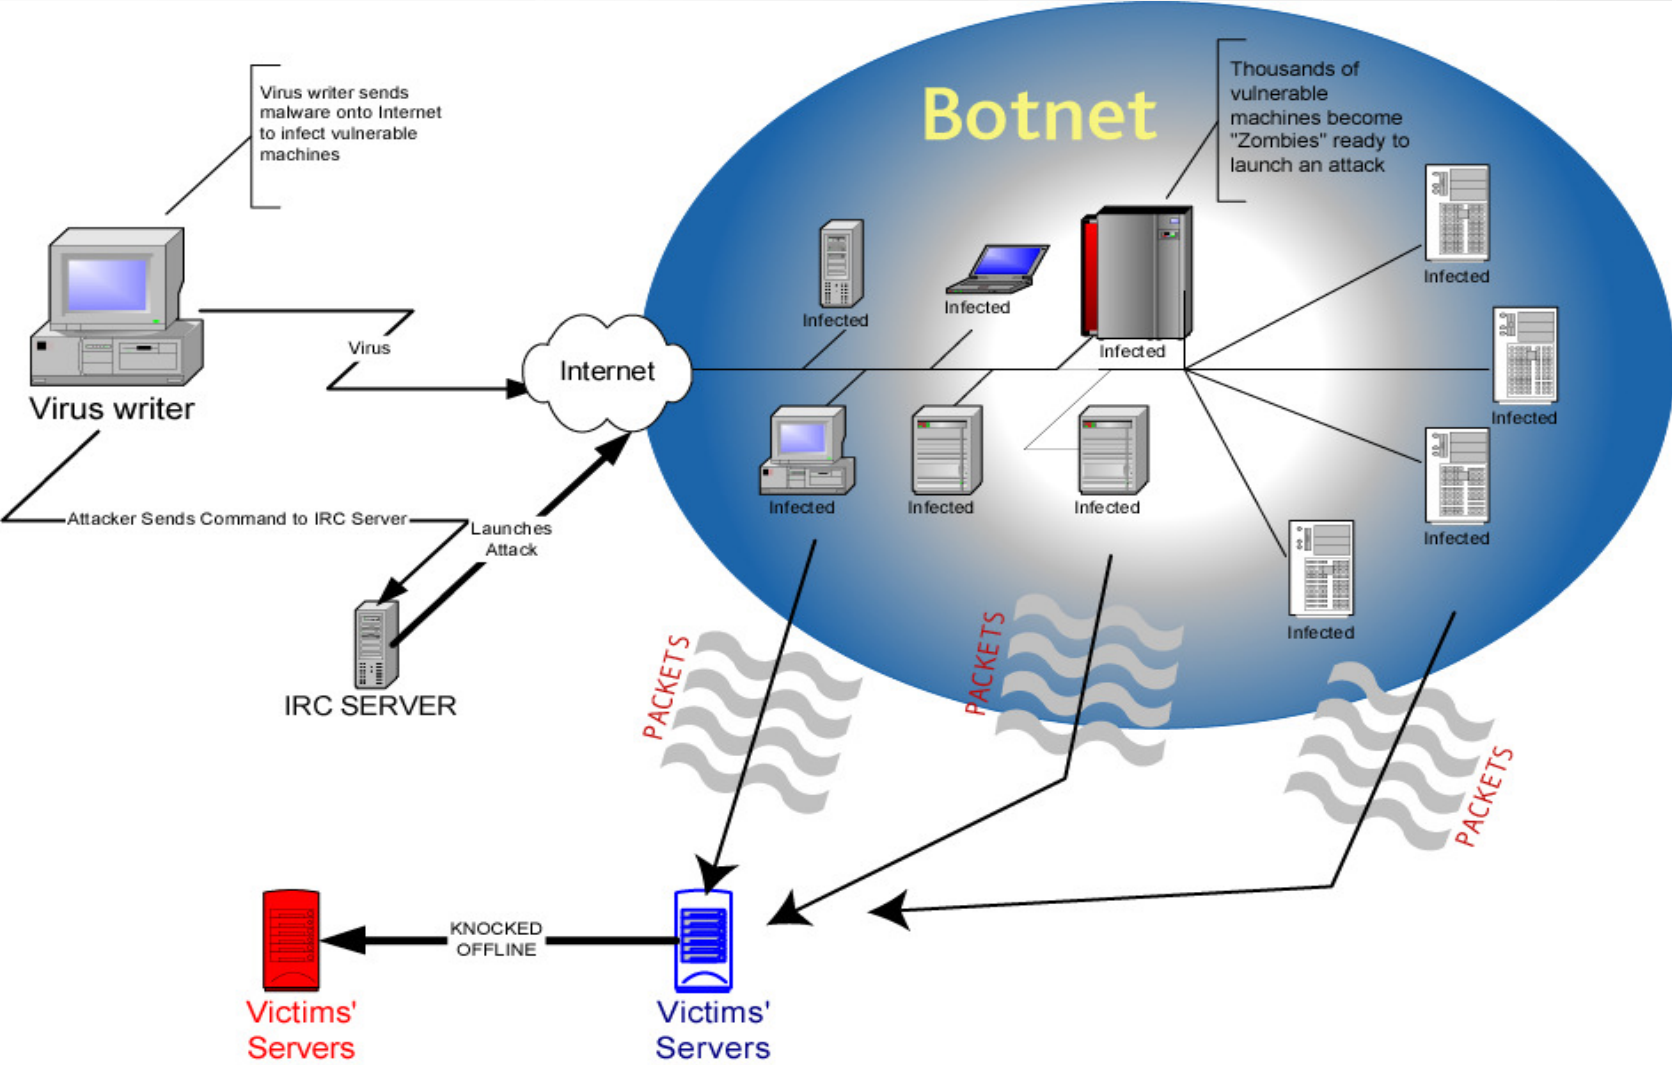 Virus writer sends
malware onto Internet
to infect vulnerable
machines
Botnet
Thousands of
vulnerable
machines become
"Zombies" ready to
launch an attack
Infected
Infected
Infected
Infected
Infected
Virus
Internet
Virus writer
Infected
Infected
Infected
Infected
Infected
Attacker Sends Command to IRC Server
Launches
Attack
IRC SERVER
PACKETS
PACKETS
PACKETS
KNOCKED
OFFLINE
Victims'
Servers
Victims'
Servers